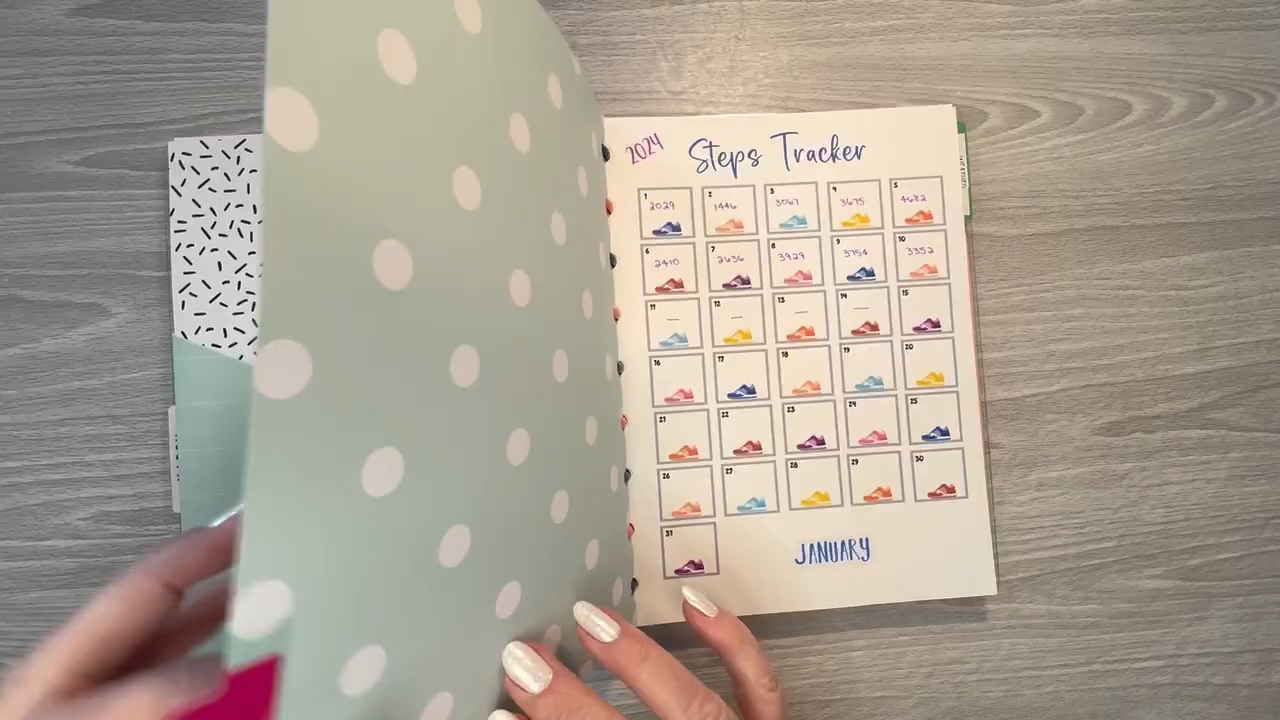 2024
Steps Tracker
1 2 3 4 5
2029 1446 3067 3675 4682
6 7 8 9 10
2410 2636 3929 3754 3352
11 12 13 14 15
— — — —
16 17 18 19 20
21 22 23 24 25
26 27 28 29 30
31
JANUARY